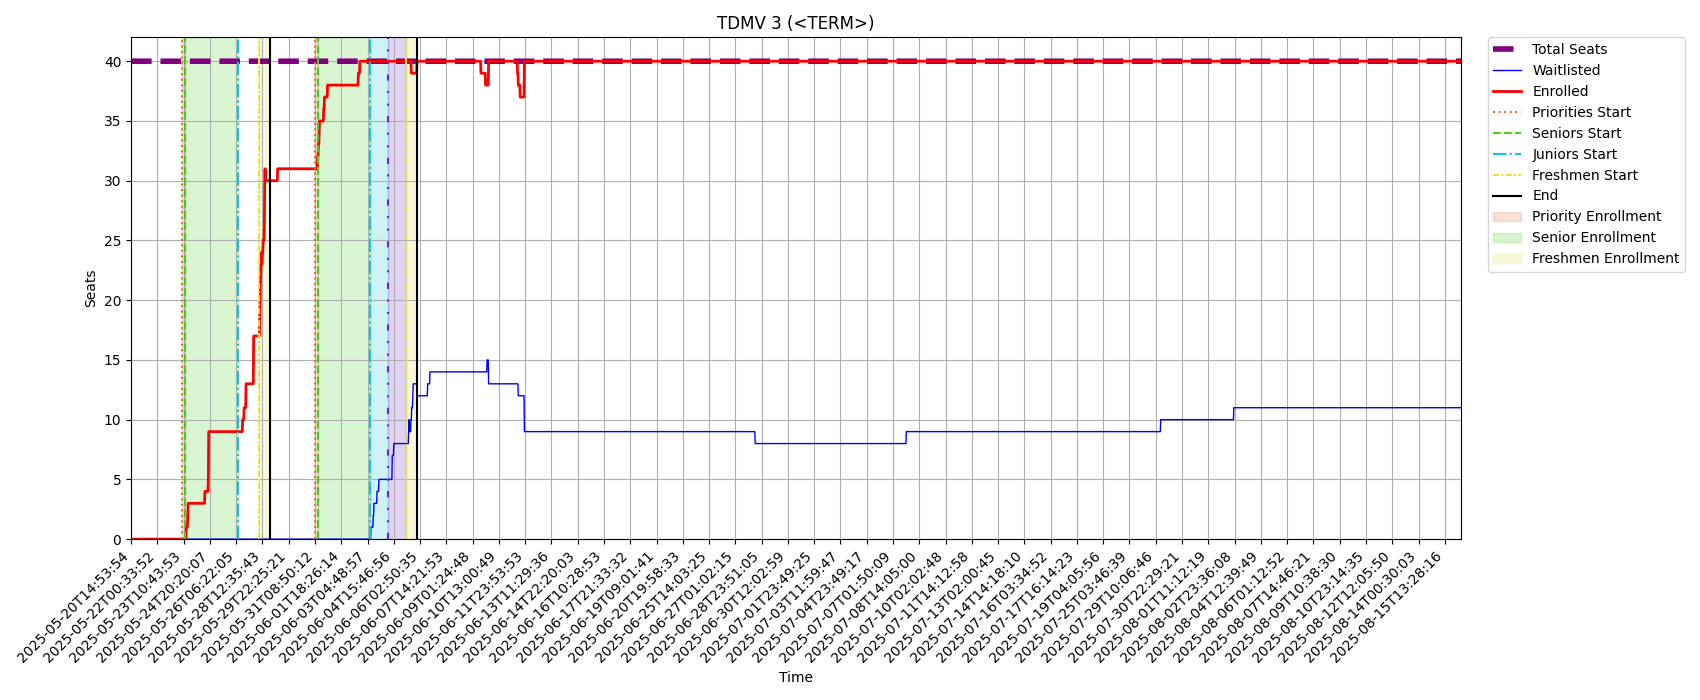 TDMV 3 (<TERM>)
Total Seats
Waitlisted
Enrolled
Priorities Start
Seniors Start
Juniors Start
Freshmen Start
End
Priority Enrollment
Senior Enrollment
Freshmen Enrollment
Seats
40
35
30
25
20
15
10
5
0
2025-05-20T14:53:54
2025-05-22T00:33:52
2025-05-23T10:43:53
2025-05-24T20:20:07
2025-05-26T06:22:05
2025-05-28T12:35:43
2025-05-29T22:25:21
2025-05-31T08:50:12
2025-06-01T18:26:14
2025-06-03T04:48:57
2025-06-04T15:46:56
2025-06-06T02:50:35
2025-06-07T14:21:53
2025-06-09T01:24:48
2025-06-10T13:00:49
2025-06-11T23:53:53
2025-06-13T11:29:36
2025-06-14T22:20:03
2025-06-16T10:28:53
2025-06-17T21:33:32
2025-06-19T09:01:41
2025-06-20T19:58:33
2025-06-25T14:03:25
2025-06-27T01:02:15
2025-06-28T23:51:05
2025-06-30T12:02:59
2025-07-01T23:49:25
2025-07-03T11:59:47
2025-07-04T23:49:17
2025-07-07T01:50:09
2025-07-08T14:05:00
2025-07-10T02:02:48
2025-07-11T14:12:58
2025-07-13T02:00:45
2025-07-14T14:18:10
2025-07-16T03:34:52
2025-07-17T16:14:23
2025-07-19T04:05:56
2025-07-25T03:46:39
2025-07-29T10:06:46
2025-07-30T22:29:21
2025-08-01T11:12:19
2025-08-02T23:36:08
2025-08-04T12:39:49
2025-08-06T01:12:52
2025-08-07T14:46:21
2025-08-09T10:38:30
2025-08-10T23:14:35
2025-08-12T12:05:50
2025-08-14T00:30:03
2025-08-15T13:28:16
Time